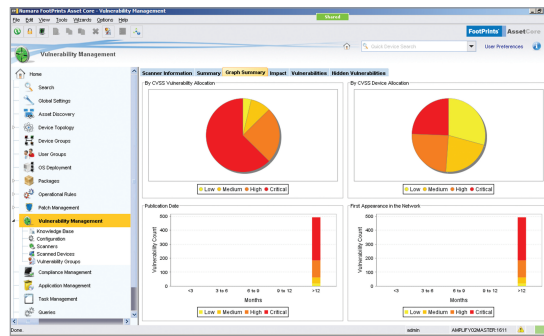 Numara FootPrints Asset Core - Vulnerability Management
Shared
File Edit View Tools Wizards Options Help
FootPrints AssetCore
Quick Device Search
User Preferences
Vulnerability Management
Home
Search
Global Settings
Asset Discovery
Device Topology
Device Groups
User Groups
OS Deployment
Packages
Operational Rules
Patch Management
Vulnerability Management
Knowledge Base
Configuration
Scanners
Scanned Devices
Vulnerability Groups
Compliance Management
Application Management
Task Management
Queries
Scanner Information Summary Graph Summary Impact Vulnerabilities Hidden Vulnerabilities
By CVSS Vulnerability Allocation
Low Medium High Critical
By CVSS Device Allocation
Low Medium High Critical
Publication Date
Vulnerability Count
500
400
300
200
100
0
<3 3 to 6 6 to 9 9 to 12 >12
Months
Low Medium High Critical
First Appearance in the Network
Vulnerability Count
500
400
300
200
100
0
<3 3 to 6 6 to 9 9 to 12 >12
Months
Low Medium High Critical
Done.
admin
AMPLIFY02MASTER:1611